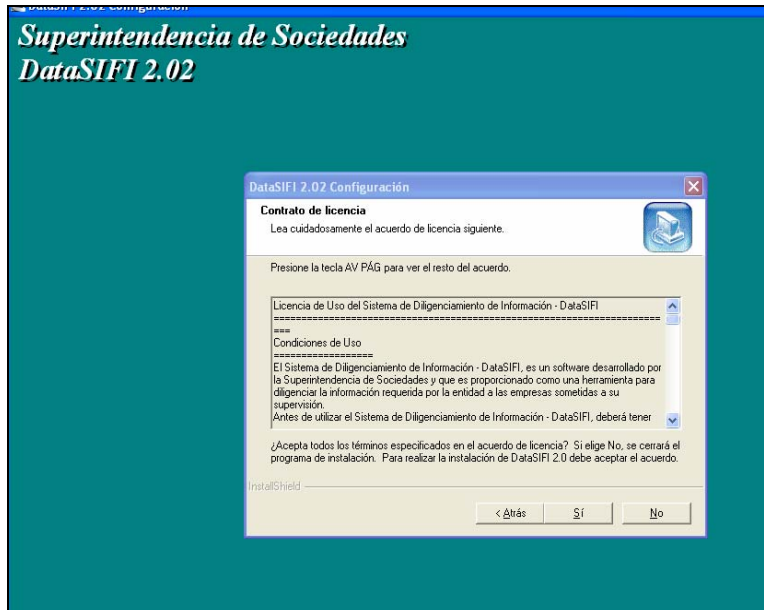 DataSIFI 2.02 Configuración
Superintendencia de Sociedades
DataSIFI 2.02
DataSIFI 2.02 Configuración
Contrato de licencia
Lea cuidadosamente el acuerdo de licencia siguiente.
Presione la tecla AV PÁG para ver el resto del acuerdo.
Licencia de Uso del Sistema de Diligenciamiento de Información - DataSIFI
======================================================================
===
Condiciones de Uso
==================
El Sistema de Diligenciamiento de Información - DataSIFI, es un software desarrollado por
la Superintendencia de Sociedades y que es proporcionado como una herramienta para
diligenciar la información requerida por la entidad a las empresas sometidas a su
supervisión.
Antes de utilizar el Sistema de Diligenciamiento de Información - DataSIFI, deberá tener
¿Acepta todos los términos especificados en el acuerdo de licencia? Si elige No, se cerrará el
programa de instalación. Para realizar la instalación de DataSIFI 2.0 debe aceptar el acuerdo.
InstallShield
< Atrás
Sí
No